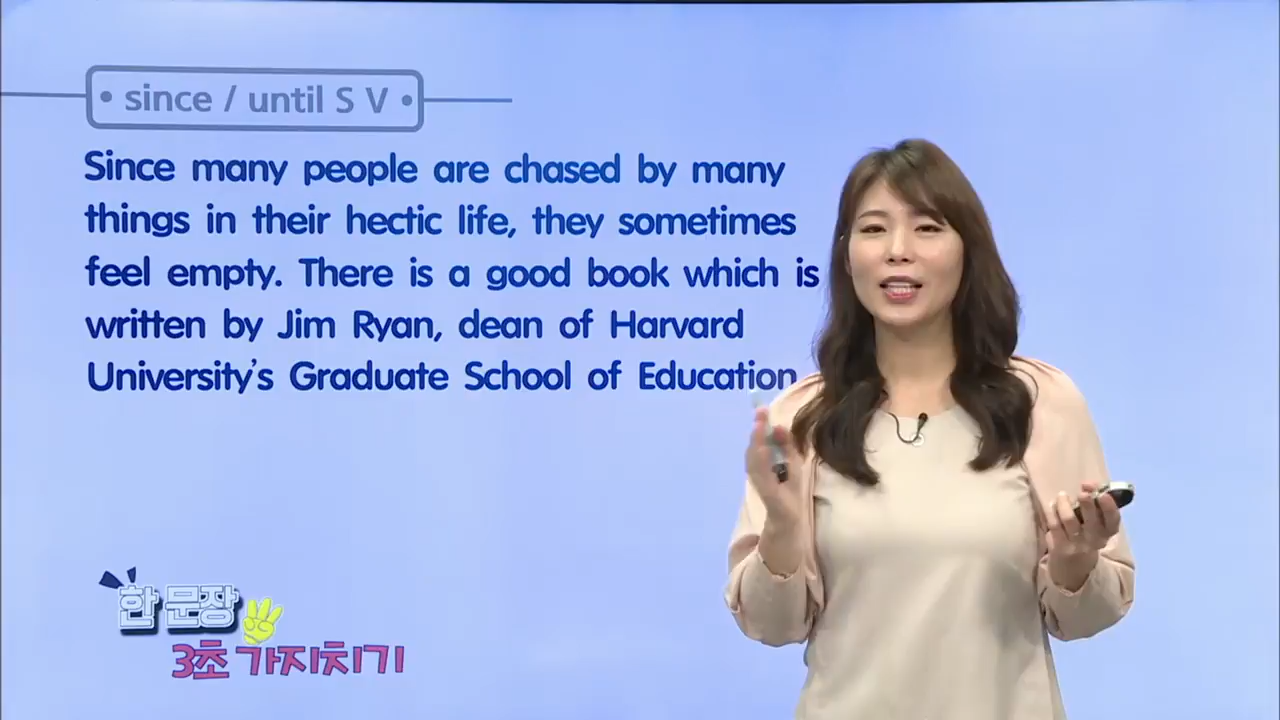 • since / until S V •
Since many people are chased by many
things in their hectic life, they sometimes
feel empty. There is a good book which is
written by Jim Ryan, dean of Harvard
University's Graduate School of Education
한 문장
3초 가지치기